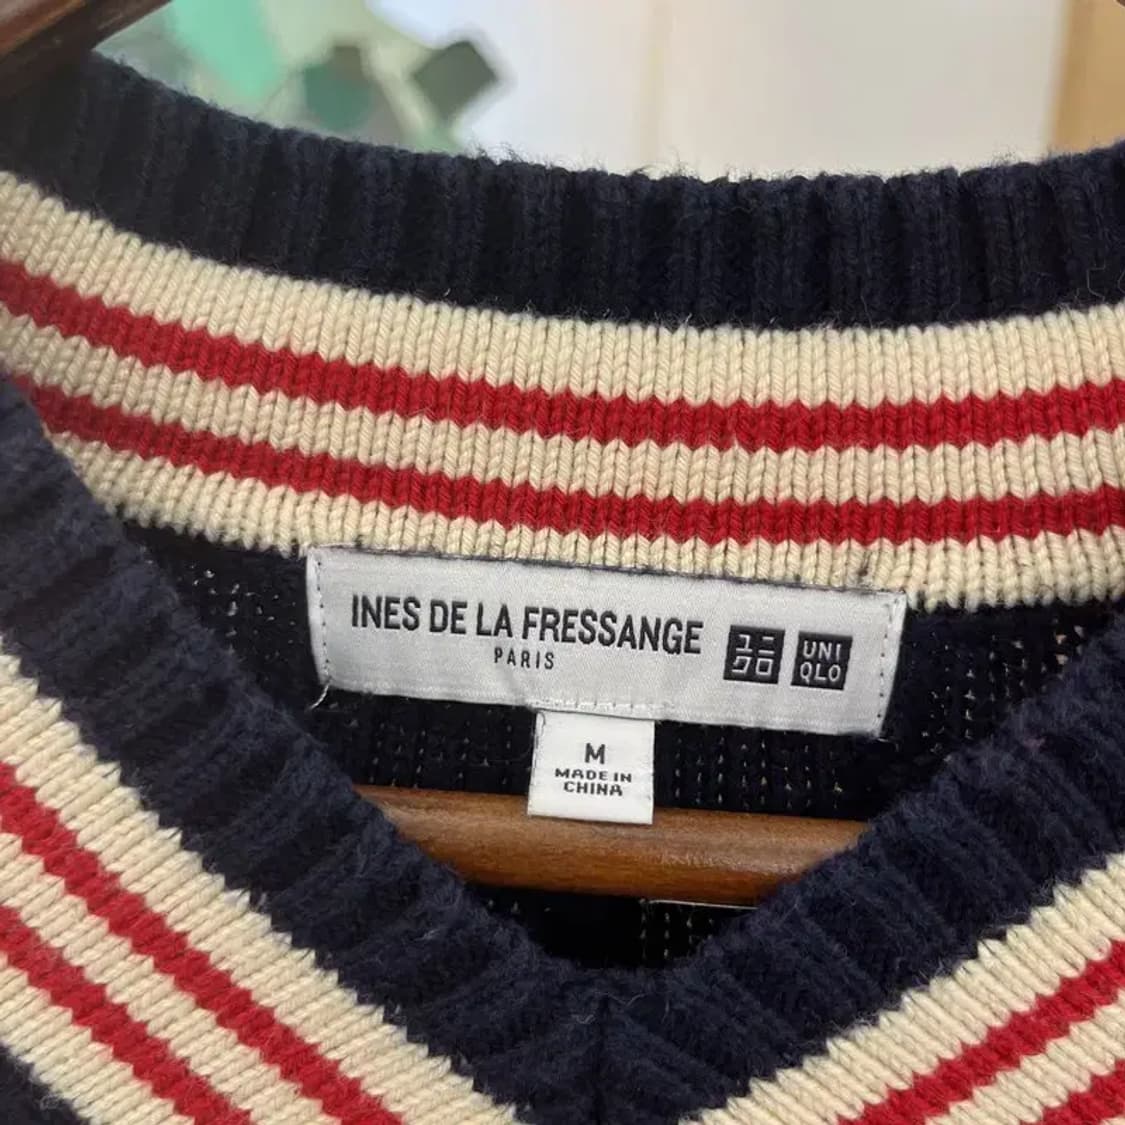 INES DE LA FRESSANGE
PARIS
ユニ
クロ
UNI
QLO
M
MADE IN
CHINA